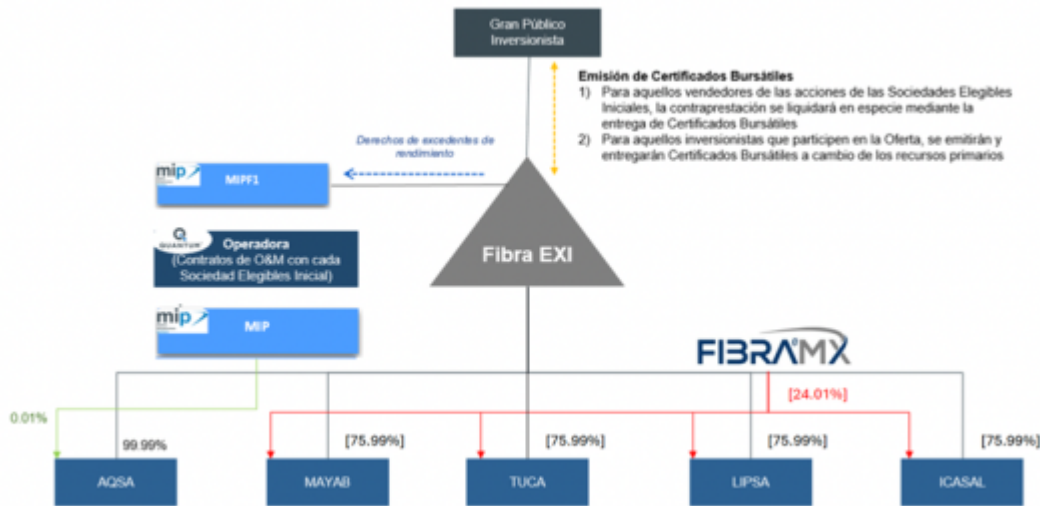 Gran Público
Inversionista
Emisión de Certificados Bursátiles
1) Para aquellos vendedores de las acciones de las Sociedades Elegibles
Iniciales, la contraprestación se liquidará en especie mediante la
entrega de Certificados Bursátiles
2) Para aquellos inversionistas que participen en la Oferta, se emitirán y
entregarán Certificados Bursátiles a cambio de los recursos primarios
Derechos de excedentes de
rendimiento
mip
MIPF1
QUANTUM
Operadora
(Contratos de O&M con cada
Sociedad Elegibles Inicial)
Fibra EXI
mip
MIP
FIBRAeMX
[24.01%]
0.01%
99.99%
[75.99%]
[75.99%]
[75.99%]
[75.99%]
AQSA
MAYAB
TUCA
LIPSA
ICASAL